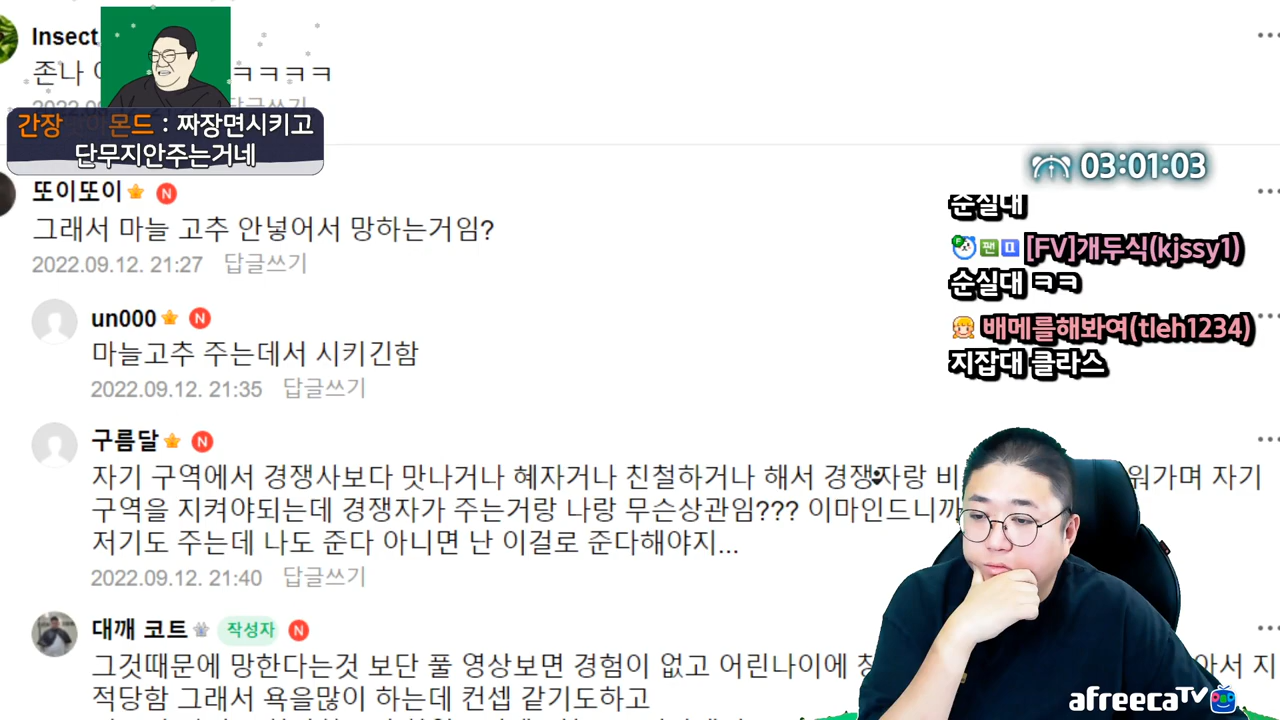 Insect
존나
ㅋㅋㅋㅋ
답글쓰기
간장 몬드 : 짜장면시키고
단무지안주는거네
또이또이 N
그래서 마늘 고추 안넣어서 망하는거임?
2022.09.12. 21:27 답글쓰기
un000 N
마늘고추 주는데서 시키긴함
2022.09.12. 21:35 답글쓰기
구름달 N
자기 구역에서 경쟁사보다 맛나거나 혜자거나 친절하거나 해서 경쟁자랑 워가며 자기
구역을 지켜야되는데 경쟁자가 주는거랑 나랑 무슨상관임??? 이마인드니까
저기도 주는데 나도 준다 아니면 난 이걸로 준다해야지...
2022.09.12. 21:40 답글쓰기
대깨 코트 작성자 N
그것때문에 망한다는것 보단 풀 영상보면 경험이 없고 어린나이에 아서 지
적당함 그래서 욕을많이 하는데 컨셉 같기도하고
03:01:03
순실대
팬 [FV]개두식(kjssy1)
순실대 ㅋㅋ
배메를해봐여(tleh1234)
지잡대 클라스
afreecaTV